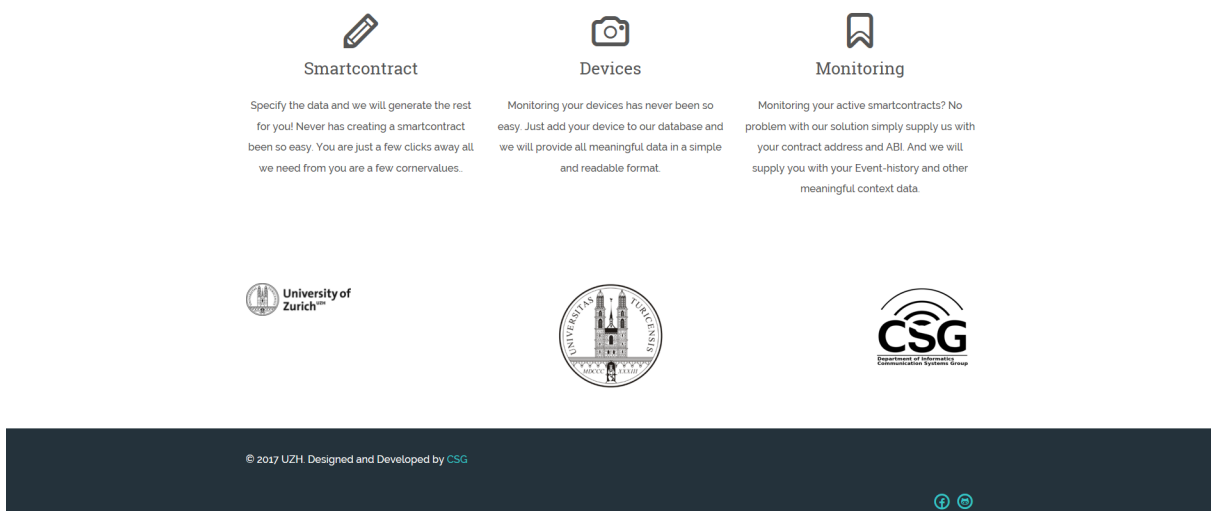 Smartcontract
Specify the data and we will generate the rest
for you! Never has creating a smartcontract
been so easy. You are just a few clicks away all
we need from you are a few cornervalues..
Devices
Monitoring your devices has never been so
easy. Just add your device to our database and
we will provide all meaningful data in a simple
and readable format.
Monitoring
Monitoring your active smartcontracts? No
problem with our solution simply supply us with
your contract address and ABI. And we will
supply you with your Event-history and other
meaningful context data.
University of
Zurich UZH
UNIVERSITAS TURICENSIS
MDCCC XXXIII
CSG
Department of Informatics
Communication Systems Group
© 2017 UZH. Designed and Developed by CSG